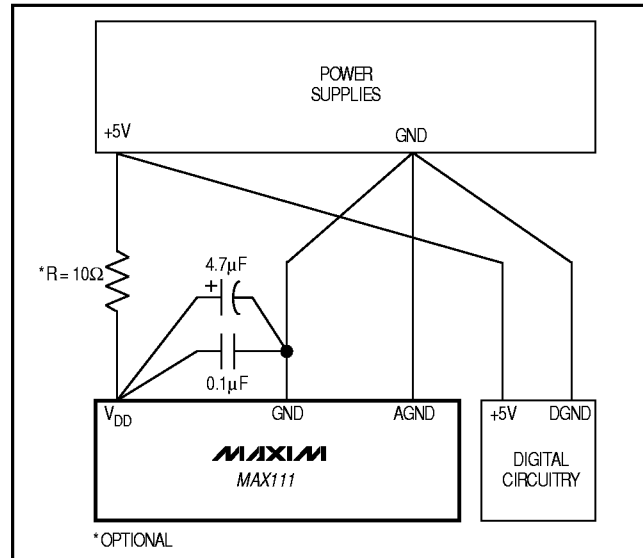 POWER
SUPPLIES
+5V
GND
*R = 10Ω
4.7µF
+
0.1µF
VDD
GND
AGND
+5V
DGND
MAXIM
MAX111
DIGITAL
CIRCUITRY
*OPTIONAL